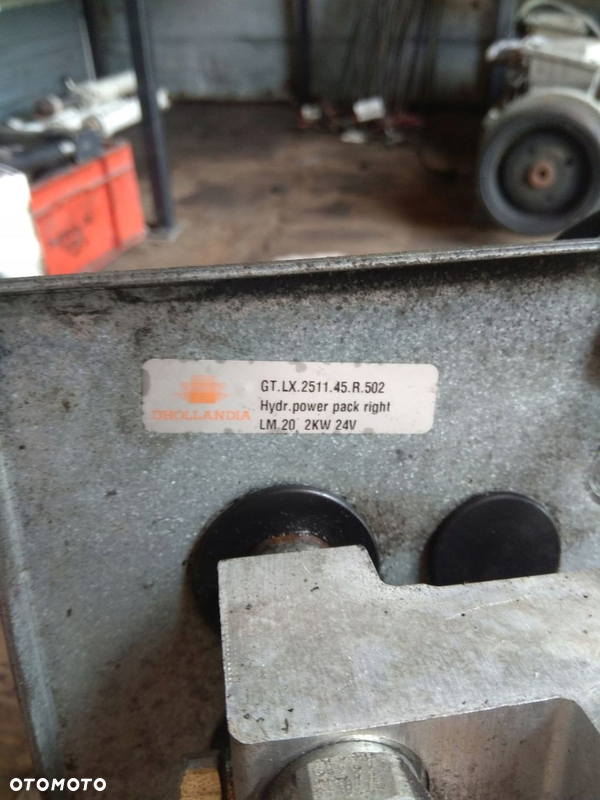 GT.LX.2511.45.R.502
DHOLLANDIA
Hydr.power pack right
LM 20 2KW 24V
OTOMOTO